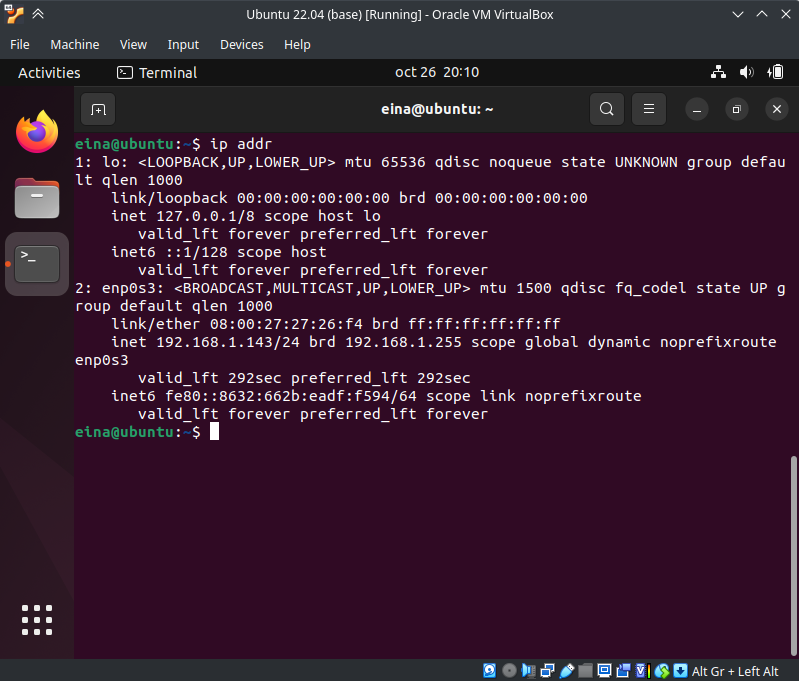 Ubuntu 22.04 (base) [Running] - Oracle VM VirtualBox
File Machine View Input Devices Help
Activities Terminal oct 26 20:10
eina@ubuntu: ~
eina@ubuntu:~$ ip addr
1: lo: <LOOPBACK,UP,LOWER_UP> mtu 65536 qdisc noqueue state UNKNOWN group defau
lt qlen 1000
    link/loopback 00:00:00:00:00:00 brd 00:00:00:00:00:00
    inet 127.0.0.1/8 scope host lo
       valid_lft forever preferred_lft forever
    inet6 ::1/128 scope host
       valid_lft forever preferred_lft forever
2: enp0s3: <BROADCAST,MULTICAST,UP,LOWER_UP> mtu 1500 qdisc fq_codel state UP g
roup default qlen 1000
    link/ether 08:00:27:27:26:f4 brd ff:ff:ff:ff:ff:ff
    inet 192.168.1.143/24 brd 192.168.1.255 scope global dynamic noprefixroute
enp0s3
       valid_lft 292sec preferred_lft 292sec
    inet6 fe80::8632:662b:eadf:f594/64 scope link noprefixroute
       valid_lft forever preferred_lft forever
eina@ubuntu:~$
Alt Gr + Left Alt